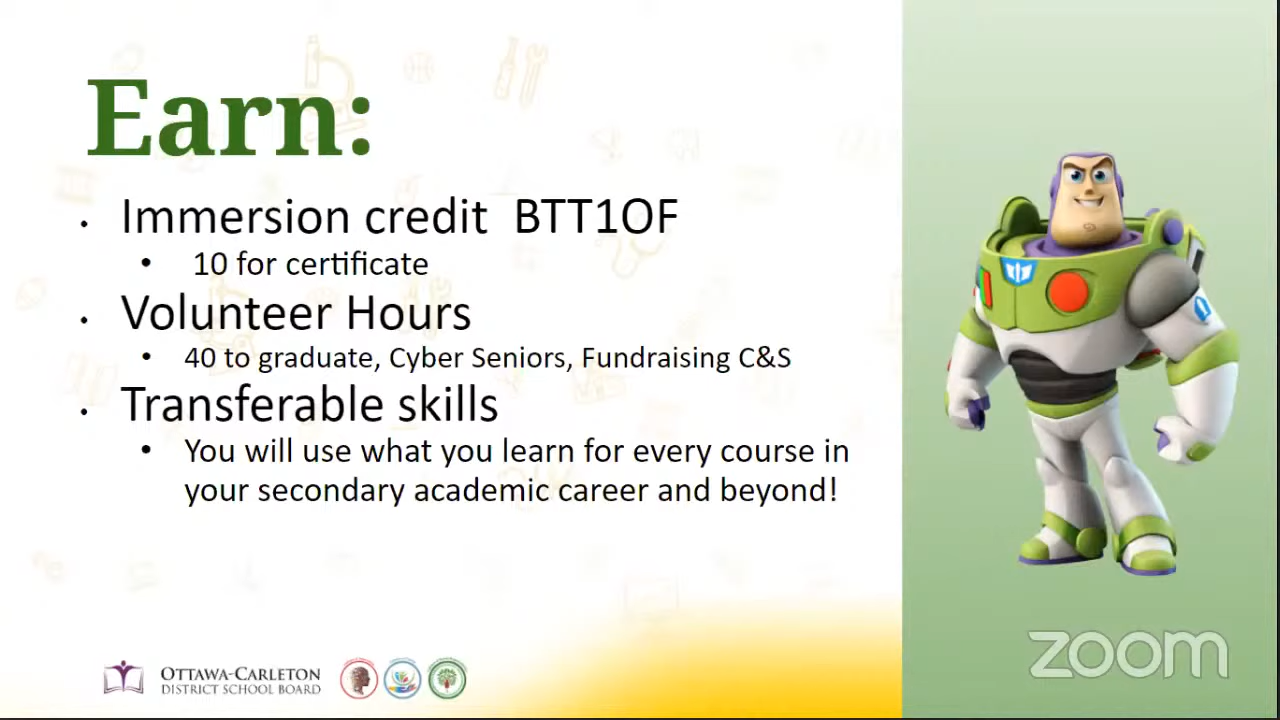 Earn:
• Immersion credit BTT1OF
• 10 for certificate
• Volunteer Hours
• 40 to graduate, Cyber Seniors, Fundraising C&S
• Transferable skills
• You will use what you learn for every course in
your secondary academic career and beyond!
OTTAWA-CARLETON
DISTRICT SCHOOL BOARD
zoom